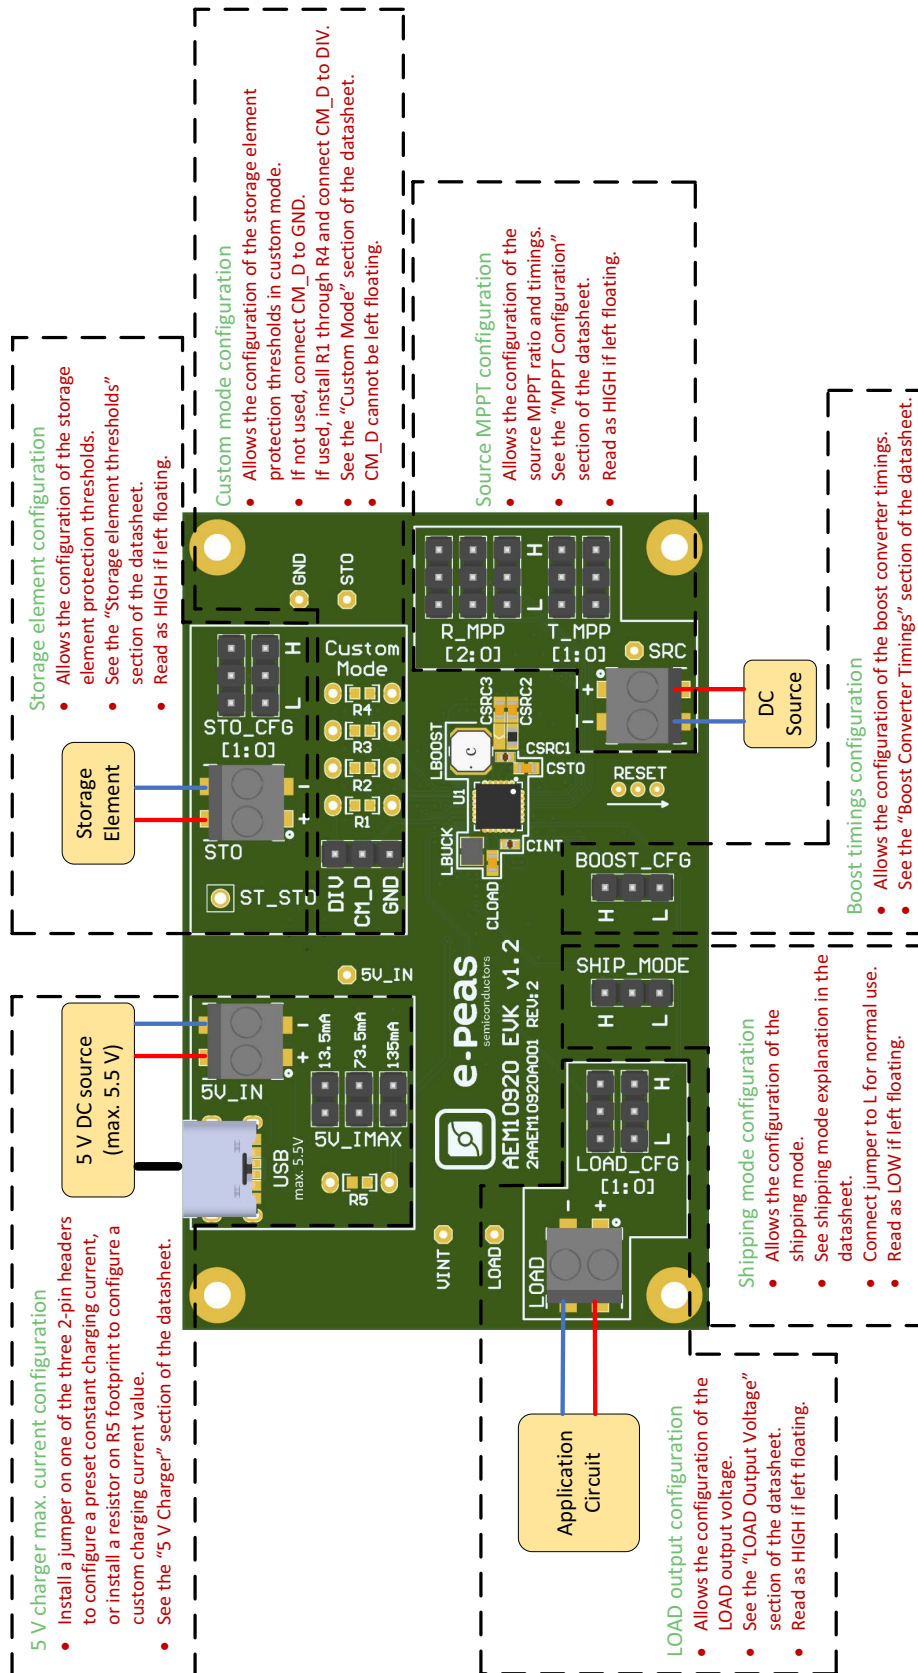 5 V charger max. current configuration
• Install a jumper on one of the three 2-pin headers
to configure a preset constant charging current,
or install a resistor on R5 footprint to configure a
custom charging current value.
• See the “5 V Charger” section of the datasheet.
5 V DC source
(max. 5.5 V)
Storage
Element
Storage element configuration
• Allows the configuration of the storage
element protection thresholds.
• See the “Storage element thresholds”
section of the datasheet.
• Read as HIGH if left floating.
Custom mode configuration
• Allows the configuration of the storage element
protection thresholds in custom mode.
• If not used, connect CM_D to GND.
If used, install R1 through R4 and connect CM_D to DIV.
• See the “Custom Mode” section of the datasheet.
• CM_D cannot be left floating.
Source MPPT configuration
• Allows the configuration of the
source MPPT ratio and timings.
• See the “MPPT Configuration”
section of the datasheet.
• Read as HIGH if left floating.
USB
max. 5.5V
5V_IN
+ -
5V_IMAX
13.5mA
73.5mA
135mA
R5
5V_IN
ST_STO
STO
+ -
STO_CFG
[1:0]
L H
DIV
CM_D
GND
R1
R2
R3
R4
Custom
Mode
GND
STO
VINT
LOAD
e-peas
semiconductors
AEM10920 EVK v1.2
2AAEM10920A001 REV:2
LBUCK
U1
LBOOST
CLOAD
CINT
CSTO
CSRC1
CSRC3
CSRC2
R_MPP
[2:0]
T_MPP
[1:0]
L H
LOAD
- +
LOAD_CFG
[1:0]
L H
SHIP_MODE
H
L
BOOST_CFG
H
L
RESET
- +
SRC
Application
Circuit
DC
Source
LOAD output configuration
• Allows the configuration of the
LOAD output voltage.
• See the “LOAD Output Voltage”
section of the datasheet.
• Read as HIGH if left floating.
Shipping mode configuration
• Allows the configuration of the
shipping mode.
• See shipping mode explanation in the
datasheet.
• Connect jumper to L for normal use.
• Read as LOW if left floating.
Boost timings configuration
• Allows the configuration of the boost converter timings.
• See the “Boost Converter Timings” section of the datasheet.